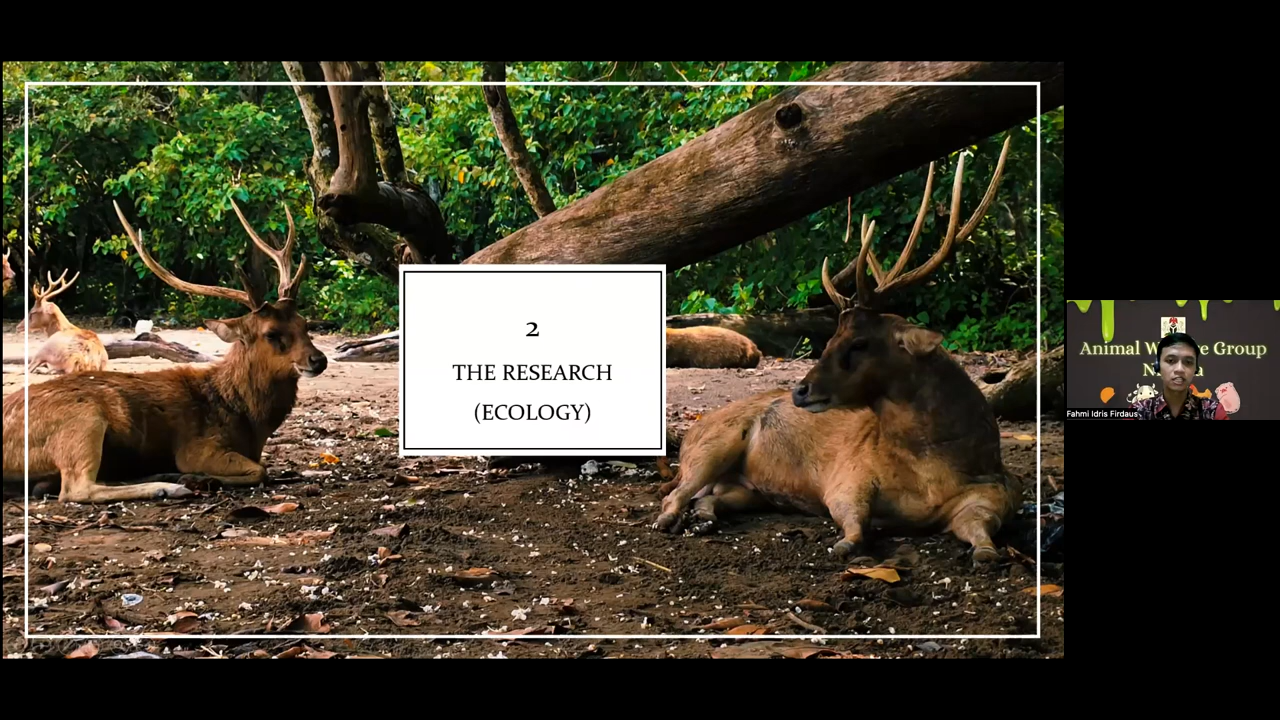 2
THE RESEARCH
(ECOLOGY)
Animal W
e Group
N
Fahmi Idris Firdaus